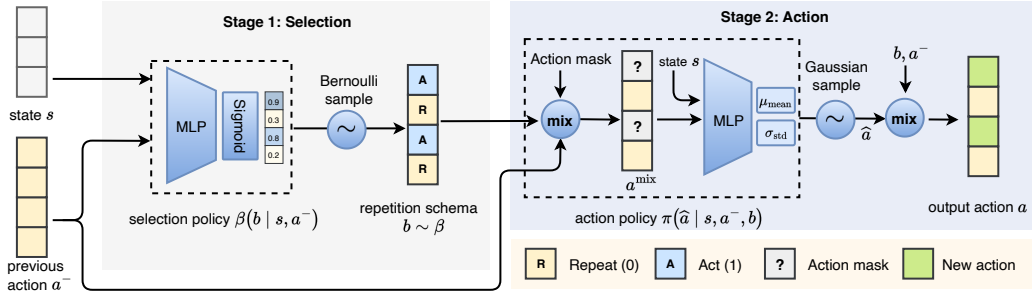 Stage 1: Selection
Stage 2: Action
state s
previous
action a⁻
MLP
Sigmoid
0.9
0.3
0.8
0.2
selection policy β(b | s, a⁻)
Bernoulli
sample
~
A
R
A
R
repetition schema
b ∼ β
Action mask
mix
?
?
a^mix
state s
MLP
μ_mean
σ_std
action policy π(â | s, a⁻, b)
Gaussian
sample
~
â
b, a⁻
mix
output action a
R Repeat (0)
A Act (1)
? Action mask
New action